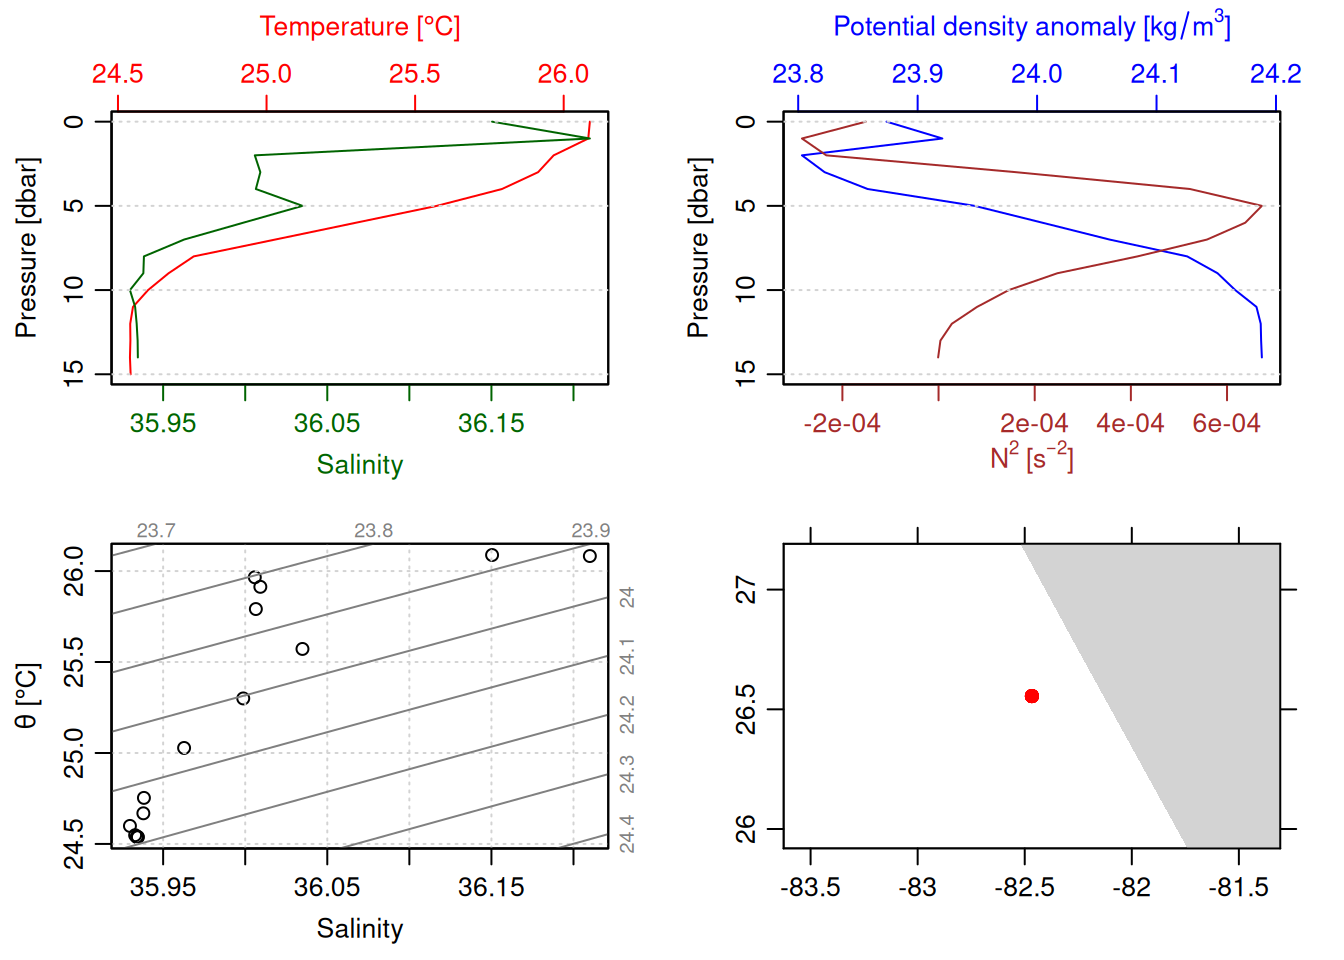 Temperature [°C]
24.5 25.0 25.5 26.0
Pressure [dbar]
0
5
10
15
35.95 36.05 36.15
Salinity
Potential density anomaly [kg/m³]
23.8 23.9 24.0 24.1 24.2
Pressure [dbar]
0
5
10
15
-2e-04 2e-04 4e-04 6e-04
N² [s⁻²]
23.7 23.8 23.9
θ [°C]
26.0
25.5
25.0
24.5
24
24.1
24.2
24.3
24.4
35.95 36.05 36.15
Salinity
27
26.5
26
-83.5 -83 -82.5 -82 -81.5